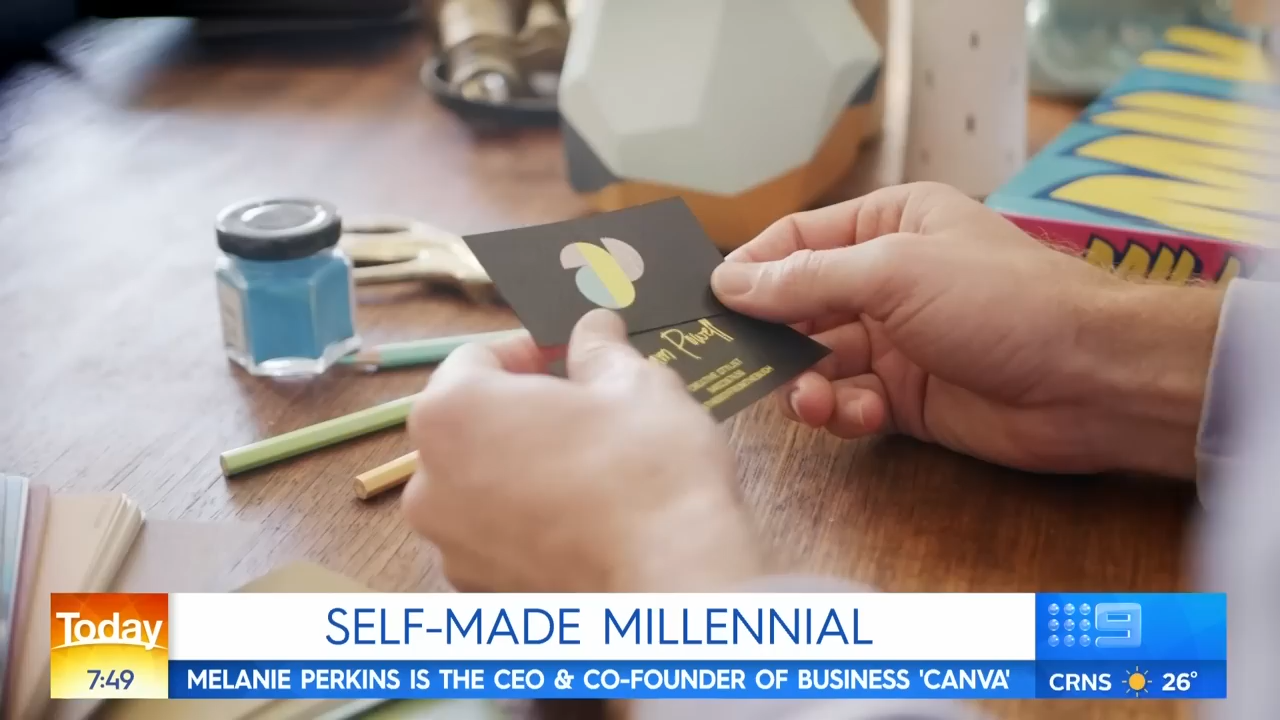 Powell
Today
7:49
SELF-MADE MILLENNIAL
9
MELANIE PERKINS IS THE CEO & CO-FOUNDER OF BUSINESS 'CANVA'
CRNS 26°